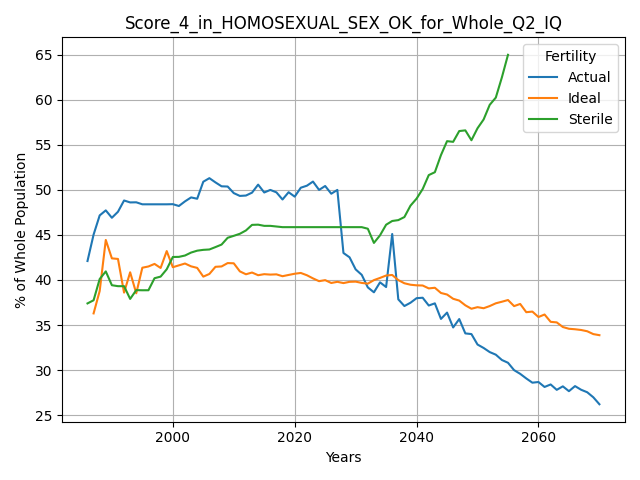 Score_4_in_HOMOSEXUAL_SEX_OK_for_Whole_Q2_IQ
Fertility
Actual
Ideal
Sterile
% of Whole Population
65
60
55
50
45
40
35
30
25
2000
2020
2040
2060
Years